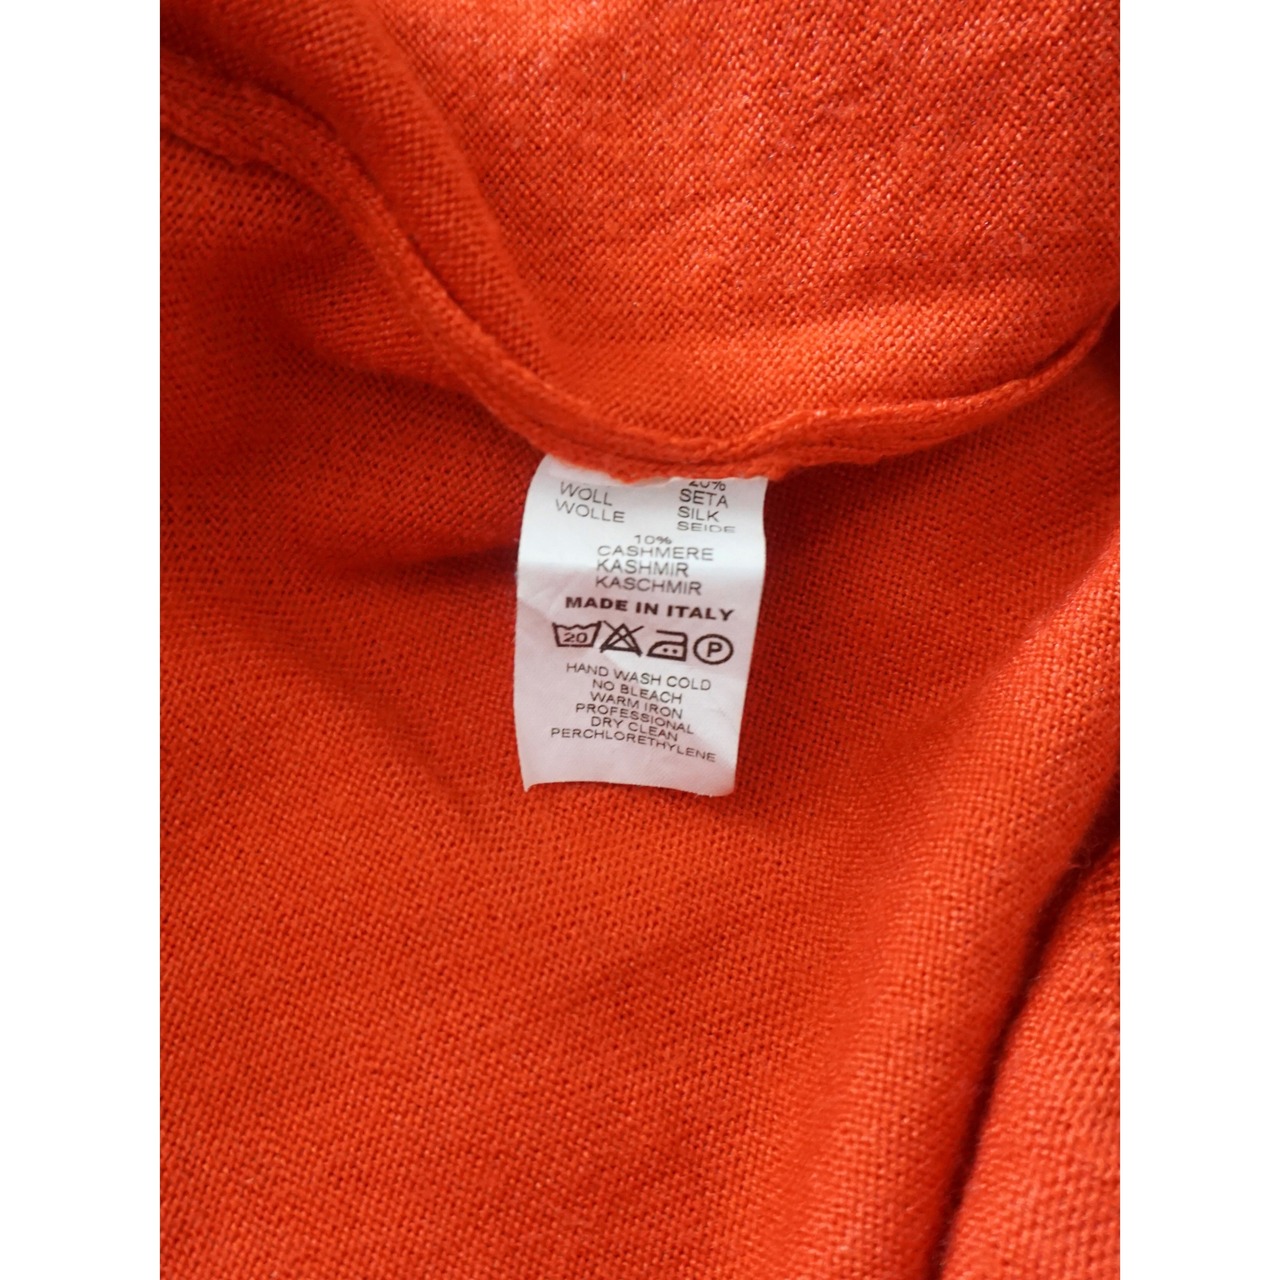 20%
WOLL SETA
WOLLE SILK
SEIDE
10%
CASHMERE
KASHMIR
KASCHMIR
MADE IN ITALY
20 P
HAND WASH COLD
NO BLEACH
WARM IRON
PROFESSIONAL
DRY CLEAN
PERCHLORETHYLENE